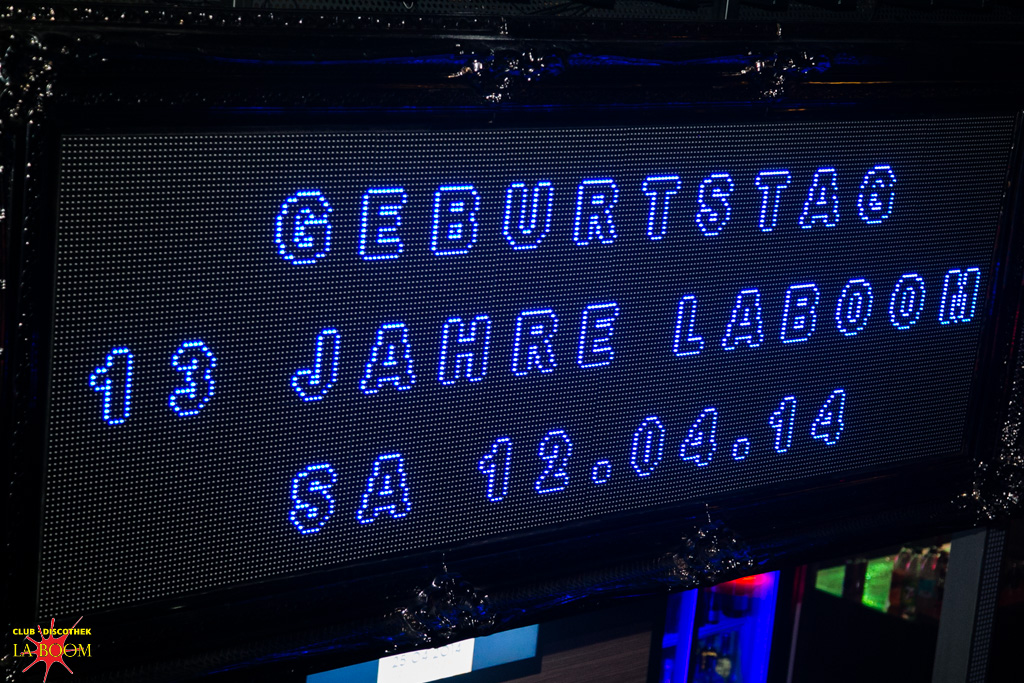 GEBURTSTAG
13 JAHRE LABOOM
SA 12.04.14
CLUB DISCOTHEK
LA BOOM